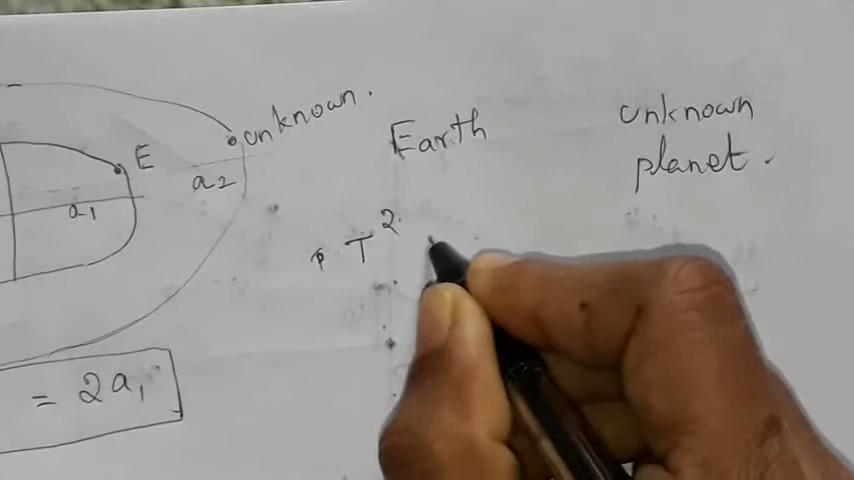 unknown.
E
a2
a1
Earth
unknown
planet.
T²
= 2a₁